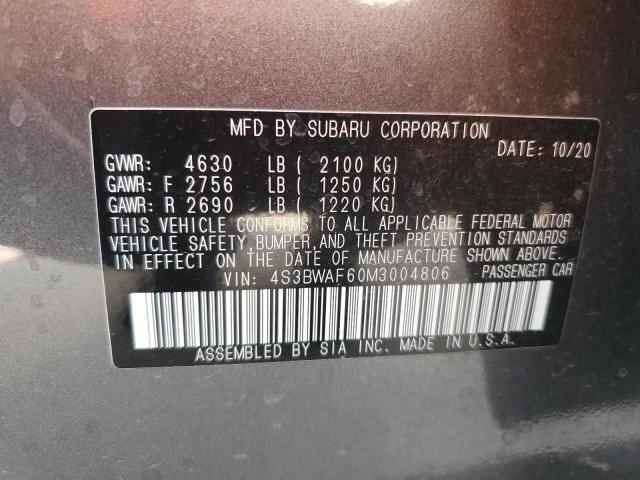 MFD BY SUBARU CORPORATION
DATE: 10/20
GVWR: 4630 LB ( 2100 KG)
GAWR: F 2756 LB ( 1250 KG)
GAWR: R 2690 LB ( 1220 KG)
THIS VEHICLE CONFORMS TO ALL APPLICABLE FEDERAL MOTOR
VEHICLE SAFETY, BUMPER, AND THEFT PREVENTION STANDARDS
IN EFFECT ON THE DATE OF MANUFACTURE SHOWN ABOVE.
VIN: 4S3BWAF60M3004806 PASSENGER CAR
ASSEMBLED BY SIA INC. MADE IN U.S.A.